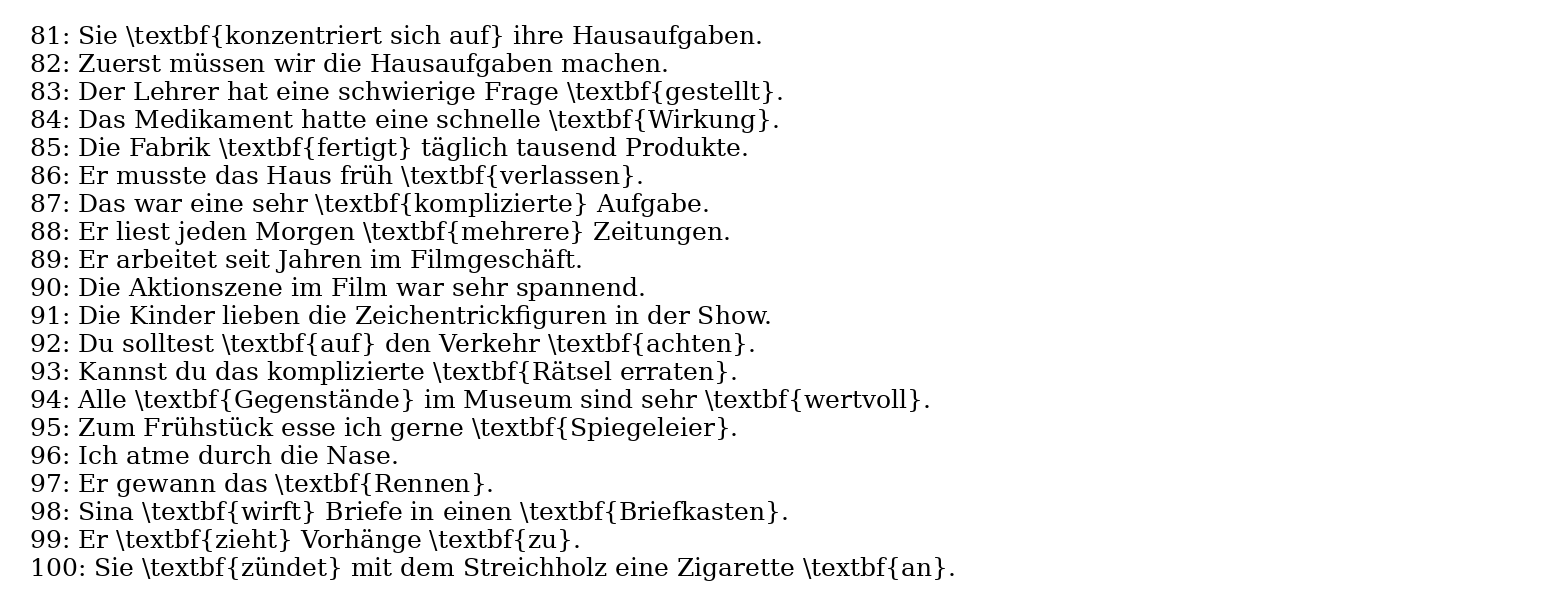 81: Sie \textbf{konzentriert sich auf} ihre Hausaufgaben.
82: Zuerst müssen wir die Hausaufgaben machen.
83: Der Lehrer hat eine schwierige Frage \textbf{gestellt}.
84: Das Medikament hatte eine schnelle \textbf{Wirkung}.
85: Die Fabrik \textbf{fertigt} täglich tausend Produkte.
86: Er musste das Haus früh \textbf{verlassen}.
87: Das war eine sehr \textbf{komplizierte} Aufgabe.
88: Er liest jeden Morgen \textbf{mehrere} Zeitungen.
89: Er arbeitet seit Jahren im Filmgeschäft.
90: Die Aktionszene im Film war sehr spannend.
91: Die Kinder lieben die Zeichentrickfiguren in der Show.
92: Du solltest \textbf{auf} den Verkehr \textbf{achten}.
93: Kannst du das komplizierte \textbf{Rätsel erraten}.
94: Alle \textbf{Gegenstände} im Museum sind sehr \textbf{wertvoll}.
95: Zum Frühstück esse ich gerne \textbf{Spiegeleier}.
96: Ich atme durch die Nase.
97: Er gewann das \textbf{Rennen}.
98: Sina \textbf{wirft} Briefe in einen \textbf{Briefkasten}.
99: Er \textbf{zieht} Vorhänge \textbf{zu}.
100: Sie \textbf{zündet} mit dem Streichholz eine Zigarette \textbf{an}.